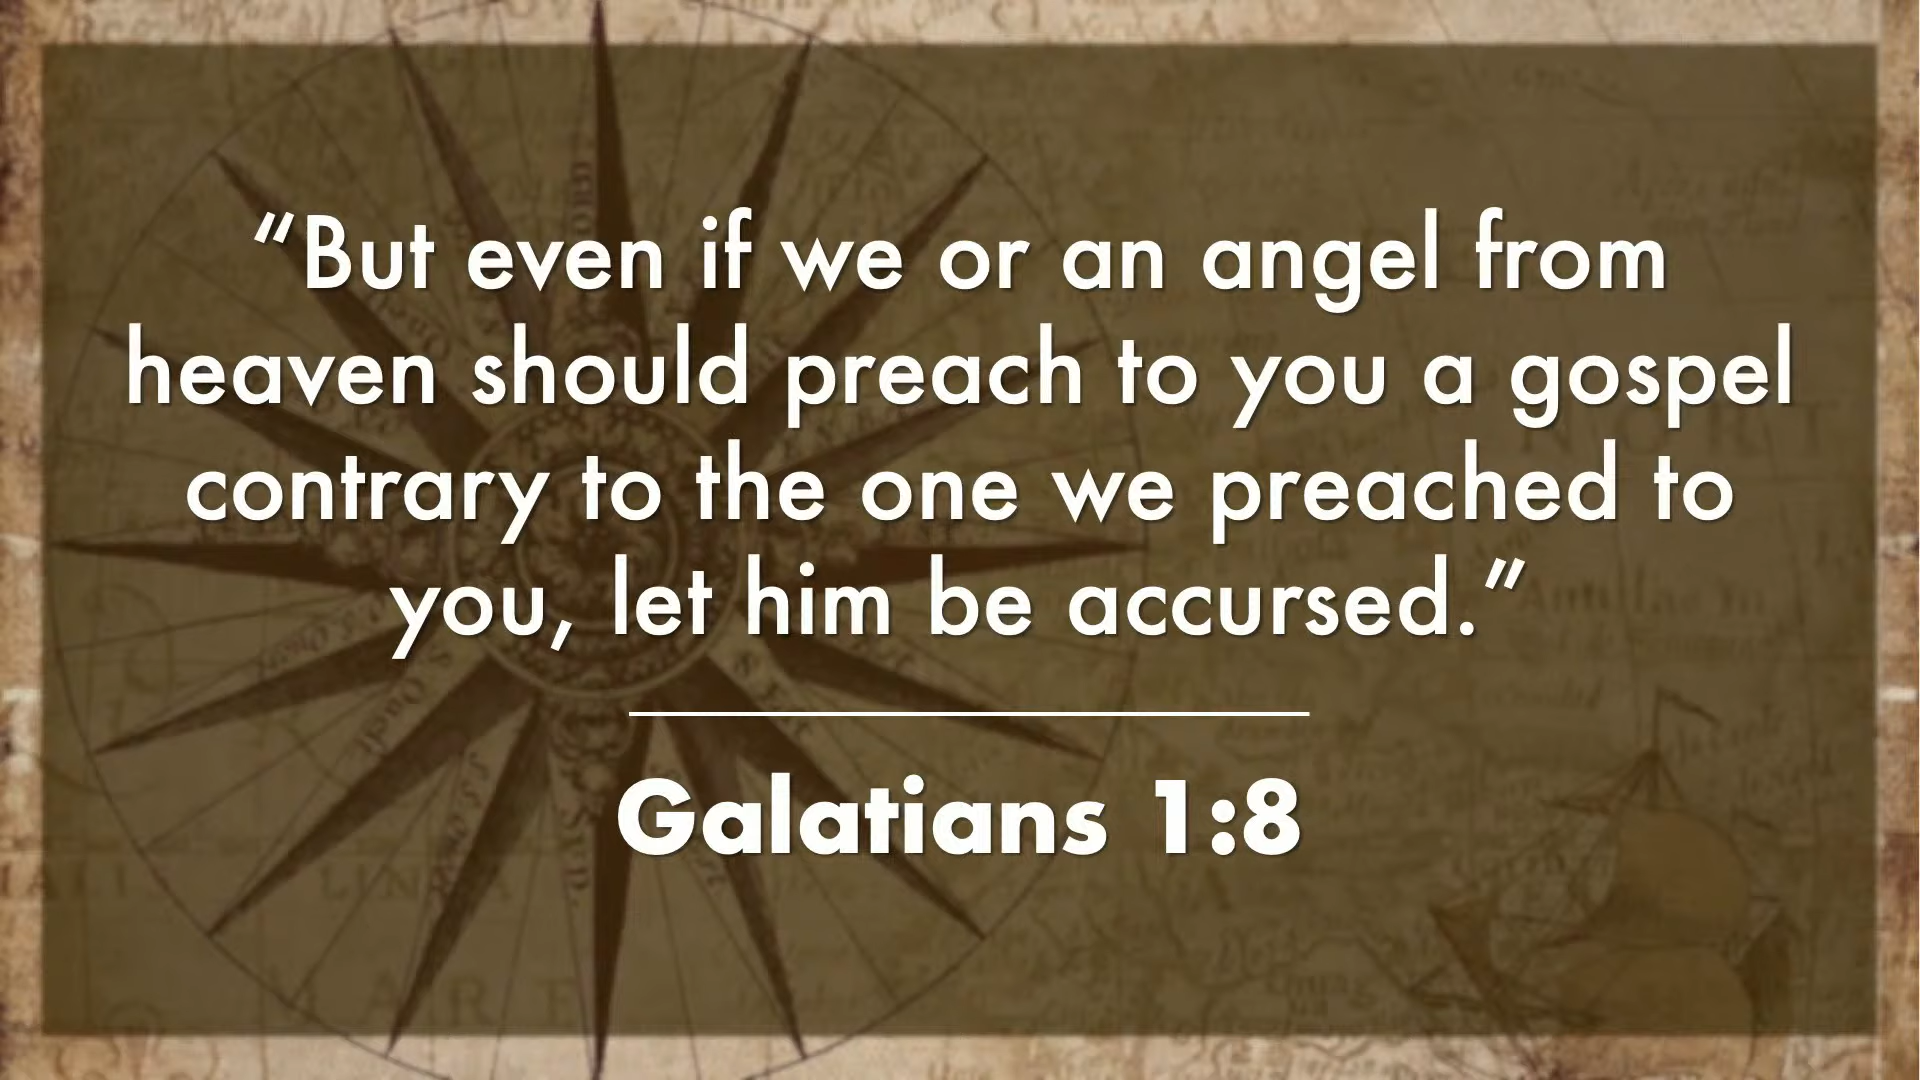 “But even if we or an angel from
heaven should preach to you a gospel
contrary to the one we preached to
you, let him be accursed.”
Galatians 1:8